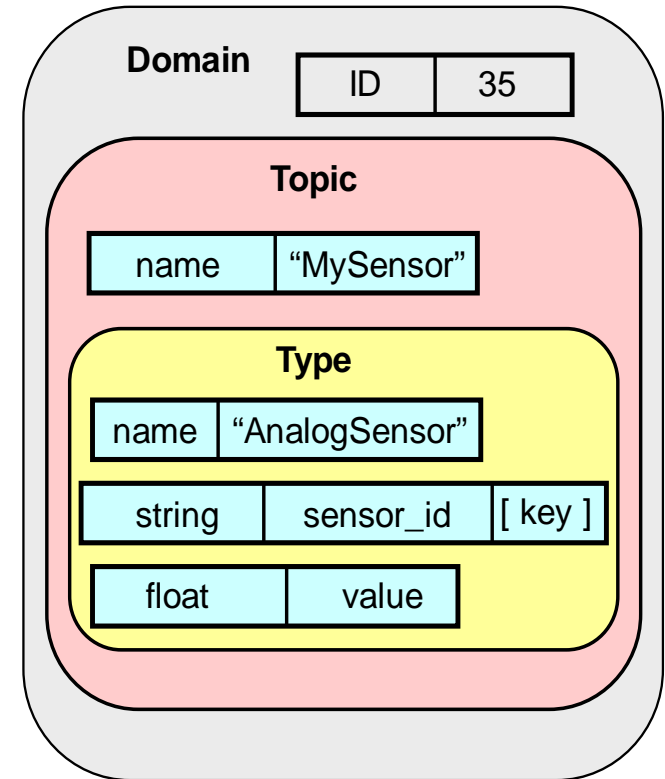 Domain
ID 35
Topic
name “MySensor”
Type
name “AnalogSensor”
string sensor_id [ key ]
float value